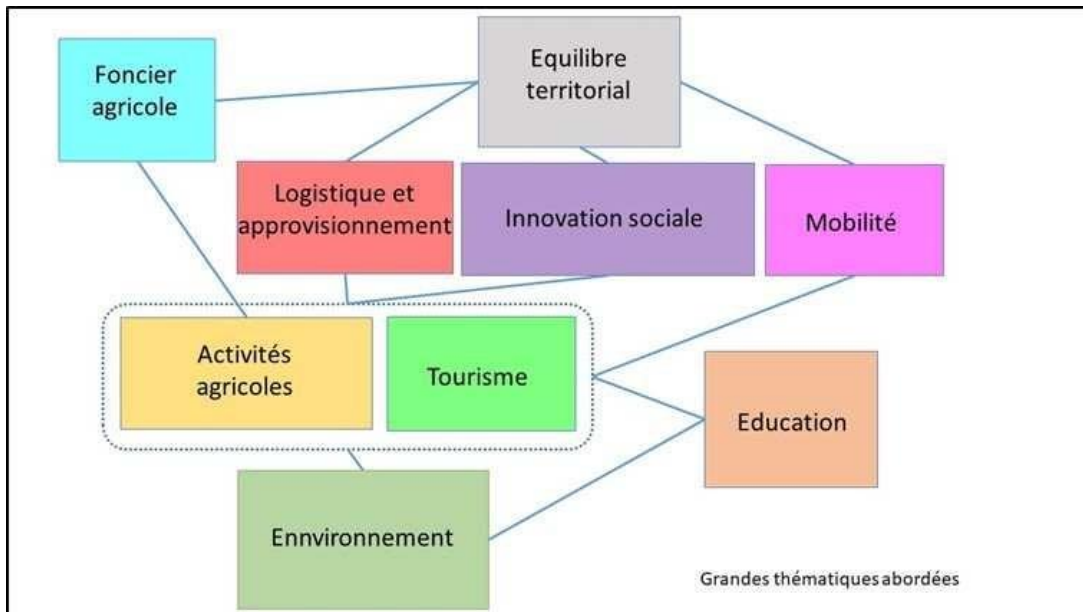 Foncier
agricole
Equilibre
territorial
Logistique et
approvisionnement
Innovation sociale
Mobilité
Activités
agricoles
Tourisme
Education
Ennvironnement
Grandes thématiques abordées